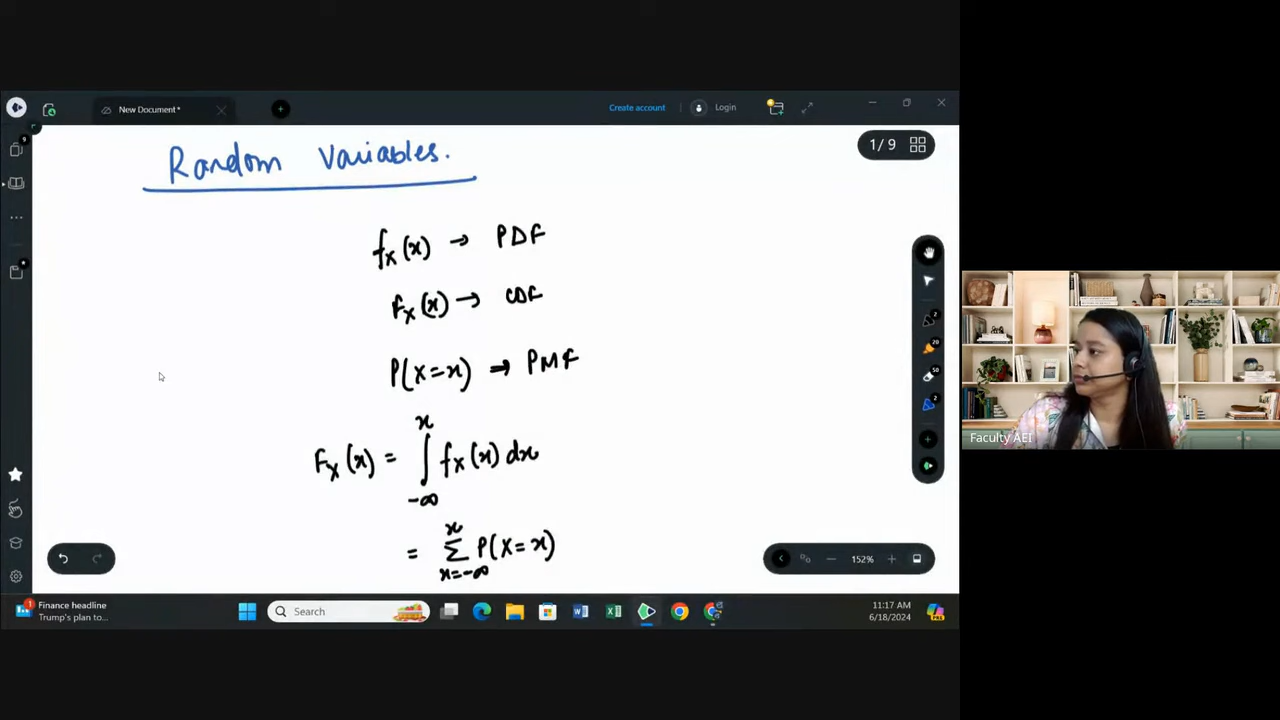 New Document*
Create account
Login
Random Variables.
1 / 9
fX(x) → PDF
FX(x) → CDF
P(X=x) → PMF
x
FX(x) = ∫ fX(x) dx
-∞
x
= Σ P(X=x)
x=-∞
152%
Faculty AEI
Finance headline
Trump's plan to...
Search
11:17 AM
6/18/2024